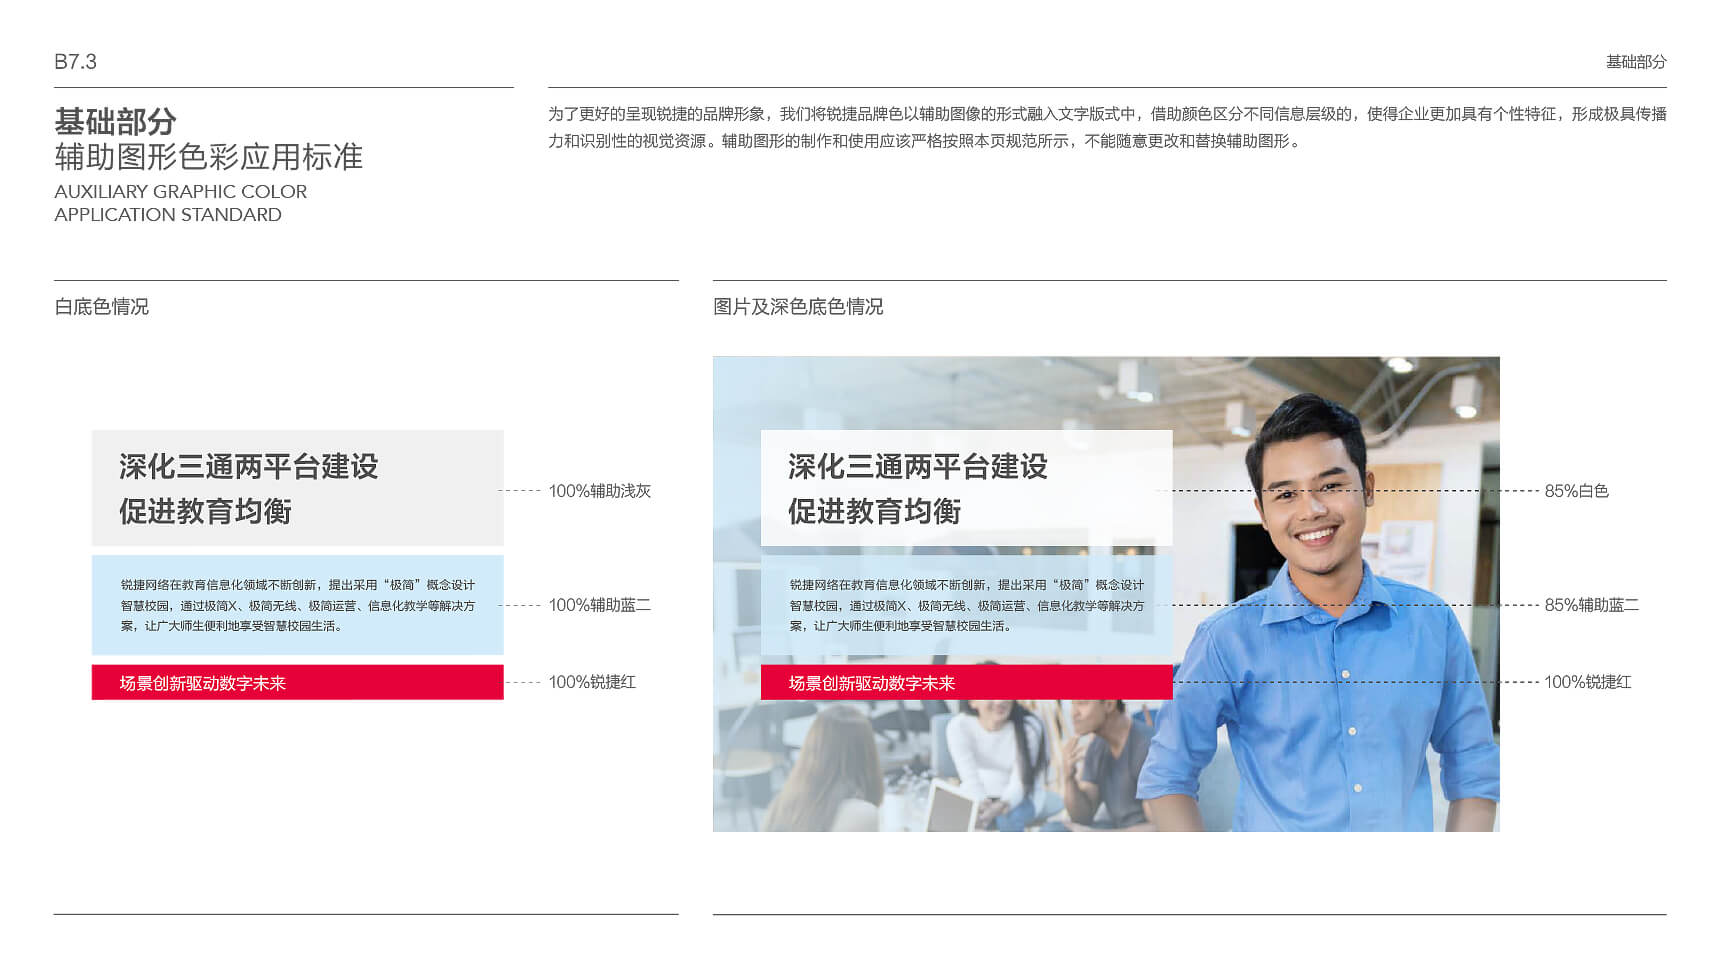 B7.3
基础部分
基础部分
辅助图形色彩应用标准
AUXILIARY GRAPHIC COLOR
APPLICATION STANDARD
为了更好的呈现锐捷的品牌形象，我们将锐捷品牌色以辅助图像的形式融入文字版式中，借助颜色区分不同信息层级的，使得企业更加具有个性特征，形成极具传播
力和识别性的视觉资源。辅助图形的制作和使用应该严格按照本页规范所示，不能随意更改和替换辅助图形。
白底色情况
深化三通两平台建设
促进教育均衡
100%辅助浅灰
锐捷网络在教育信息化领域不断创新，提出采用“极简”概念设计
智慧校园，通过极简X、极简无线、极简运营、信息化教学等解决方
案，让广大师生便利地享受智慧校园生活。
100%辅助蓝二
场景创新驱动数字未来
100%锐捷红
图片及深色底色情况
深化三通两平台建设
促进教育均衡
85%白色
锐捷网络在教育信息化领域不断创新，提出采用“极简”概念设计
智慧校园，通过极简X、极简无线、极简运营、信息化教学等解决方
案，让广大师生便利地享受智慧校园生活。
85%辅助蓝二
场景创新驱动数字未来
100%锐捷红